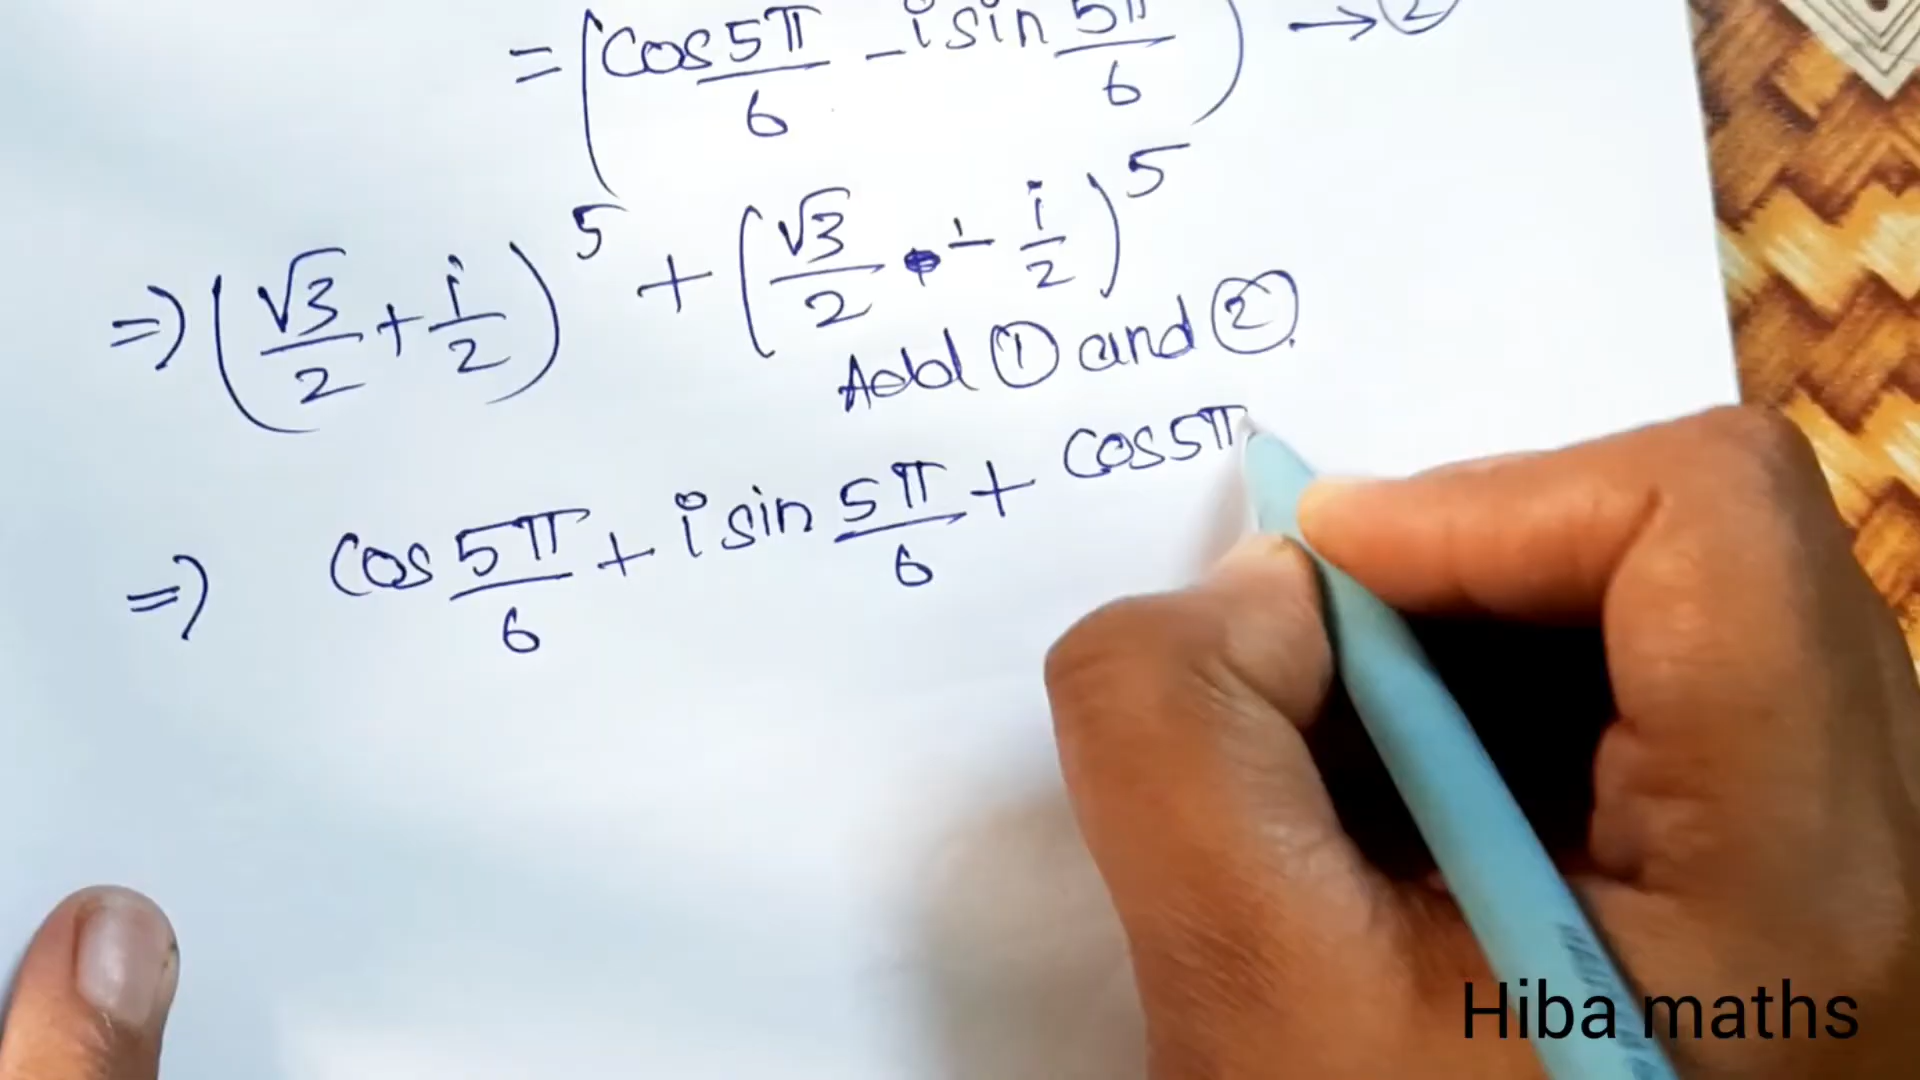 = (cos 5π/6 - i sin 5π/6) → ②
⇒ (√3/2 + i/2)^5 + (√3/2 - i/2)^5
Add ① and ②.
⇒ cos 5π/6 + i sin 5π/6 + cos 5π
Hiba maths